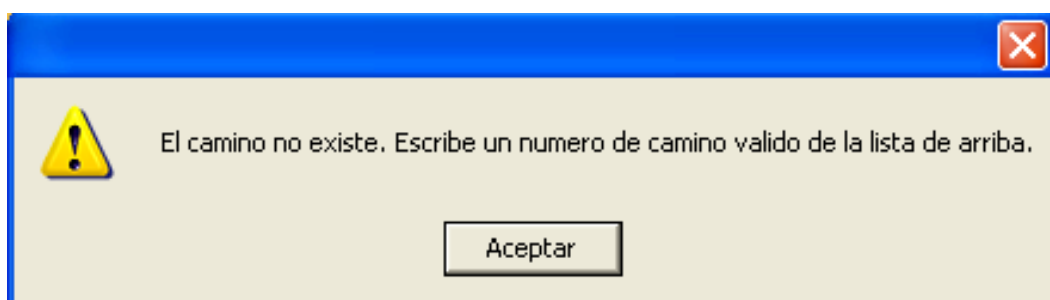 El camino no existe. Escribe un numero de camino valido de la lista de arriba.
Aceptar